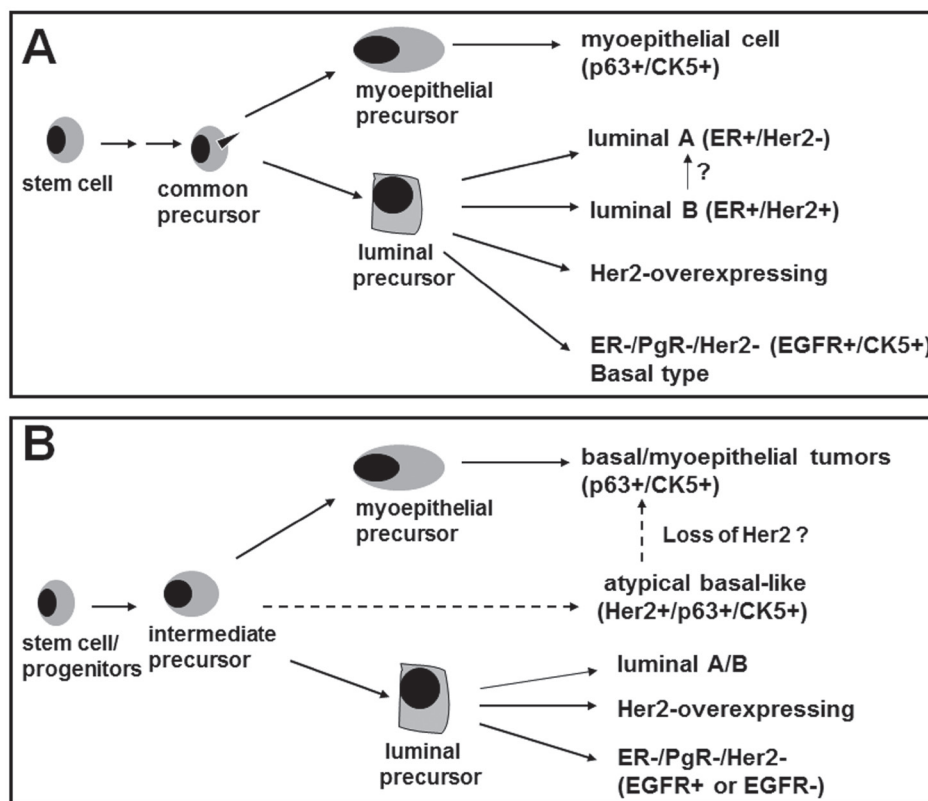 A
myoepithelial cell
(p63+/CK5+)
myoepithelial
precursor
stem cell
common
precursor
luminal A (ER+/Her2-)
?
luminal B (ER+/Her2+)
luminal
precursor
Her2-overexpressing
ER-/PgR-/Her2- (EGFR+/CK5+)
Basal type
B
basal/myoepithelial tumors
(p63+/CK5+)
myoepithelial
precursor
Loss of Her2 ?
atypical basal-like
(Her2+/p63+/CK5+)
stem cell/
progenitors
intermediate
precursor
luminal A/B
Her2-overexpressing
luminal
precursor
ER-/PgR-/Her2-
(EGFR+ or EGFR-)